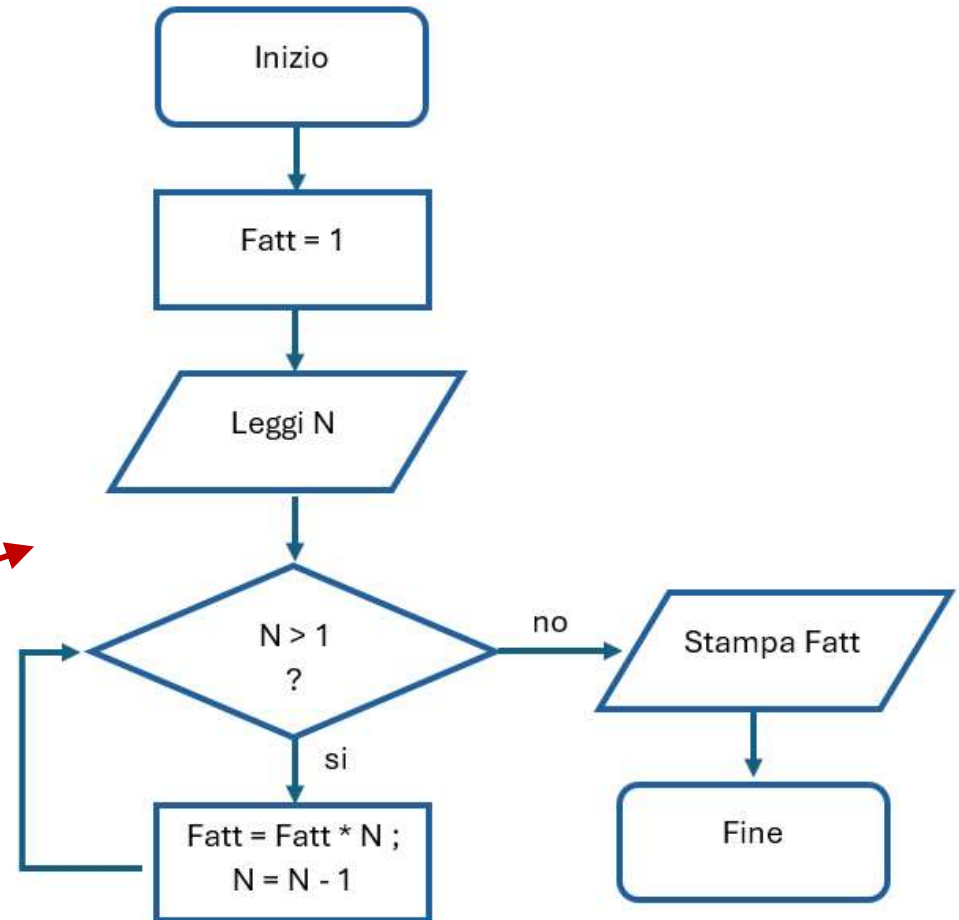 Inizio
Fatt = 1
Leggi N
N > 1
?
no
Stampa Fatt
si
Fatt = Fatt * N ;
N = N - 1
Fine